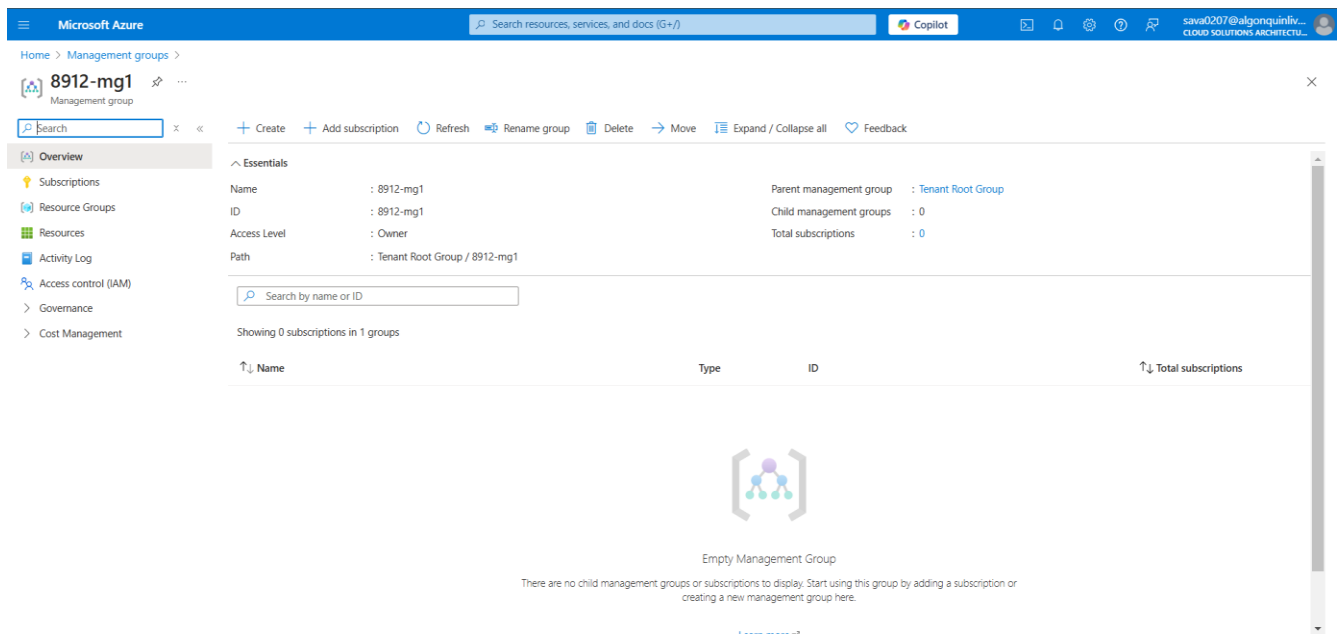 Microsoft Azure
Search resources, services, and docs (G+/)
Copilot
sava0207@algonquinliv...
CLOUD SOLUTIONS ARCHITECTU...
Home > Management groups >
8912-mg1
Management group
Search
Create
Add subscription
Refresh
Rename group
Delete
Move
Expand / Collapse all
Feedback
Overview
Subscriptions
Resource Groups
Resources
Activity Log
Access control (IAM)
Governance
Cost Management
Essentials
Name : 8912-mg1
ID : 8912-mg1
Access Level : Owner
Path : Tenant Root Group / 8912-mg1
Parent management group : Tenant Root Group
Child management groups : 0
Total subscriptions : 0
Search by name or ID
Showing 0 subscriptions in 1 groups
Name Type ID Total subscriptions
Empty Management Group
There are no child management groups or subscriptions to display. Start using this group by adding a subscription or
creating a new management group here.